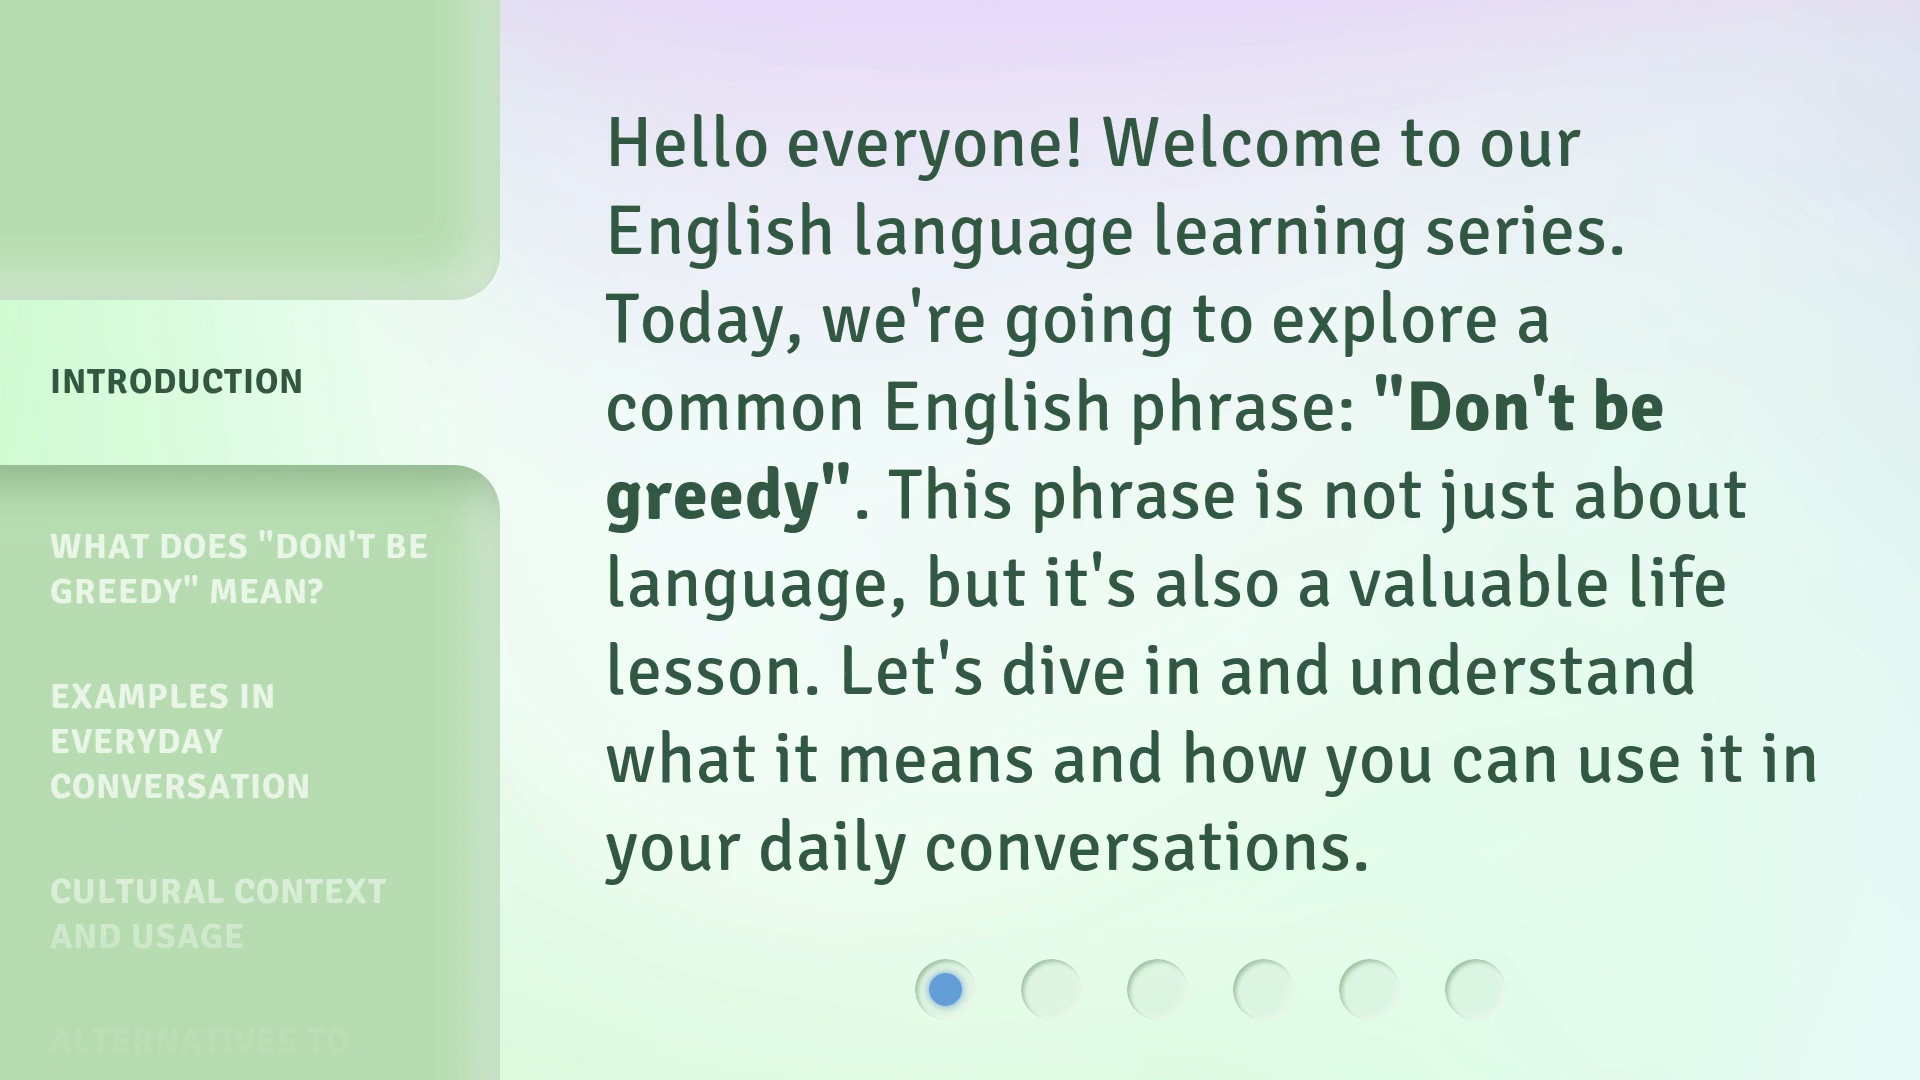 INTRODUCTION
WHAT DOES "DON'T BE
GREEDY" MEAN?
EXAMPLES IN
EVERYDAY
CONVERSATION
CULTURAL CONTEXT
AND USAGE
ALTERNATIVES TO
Hello everyone! Welcome to our
English language learning series.
Today, we're going to explore a
common English phrase: "Don't be
greedy". This phrase is not just about
language, but it's also a valuable life
lesson. Let's dive in and understand
what it means and how you can use it in
your daily conversations.